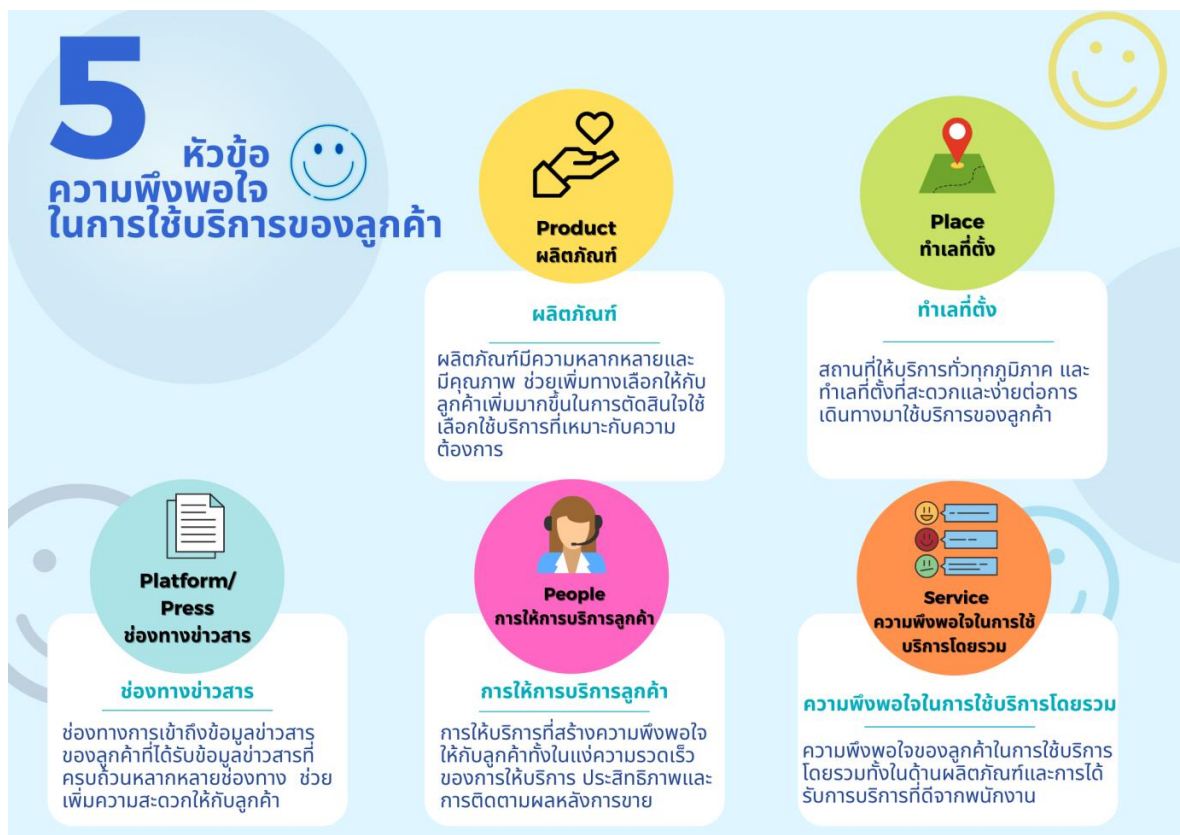 5
หัวข้อ
ความพึงพอใจ
ในการใช้บริการของลูกค้า
Product
ผลิตภัณฑ์
ผลิตภัณฑ์
ผลิตภัณฑ์มีความหลากหลายและ
มีคุณภาพ ช่วยเพิ่มทางเลือกให้กับ
ลูกค้าเพิ่มมากขึ้นในการตัดสินใจใช้
เลือกใช้บริการที่เหมาะกับความ
ต้องการ
Place
ทำเลที่ตั้ง
ทำเลที่ตั้ง
สถานที่ให้บริการทั่วทุกภูมิภาค และ
ทำเลที่ตั้งที่สะดวกและง่ายต่อการ
เดินทางมาใช้บริการของลูกค้า
Platform/
Press
ช่องทางข่าวสาร
ช่องทางข่าวสาร
ช่องทางการเข้าถึงข้อมูลข่าวสาร
ของลูกค้าที่ได้รับข้อมูลข่าวสารที่
ครบถ้วนหลากหลายช่องทาง ช่วย
เพิ่มความสะดวกให้กับลูกค้า
People
การให้การบริการลูกค้า
การให้การบริการลูกค้า
การให้บริการที่สร้างความพึงพอใจ
ให้กับลูกค้าทั้งในแง่ความรวดเร็ว
ของการให้บริการ ประสิทธิภาพและ
การติดตามผลหลังการขาย
Service
ความพึงพอใจในการใช้
บริการโดยรวม
ความพึงพอใจในการใช้บริการโดยรวม
ความพึงพอใจของลูกค้าในการใช้บริการ
โดยรวมทั้งในด้านผลิตภัณฑ์และการได้
รับการบริการที่ดีจากพนักงาน